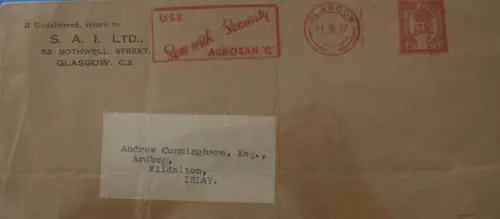 If Undelivered, return to
S. A. I. LTD.,
53 BOTHWELL STREET,
GLASGOW. C.2.
USE
Sow with Security
AGROSAN 'C'
GLASGOW
Andrew Cunninghame, Esq.,
Ardbeg,
Kildalton,
ISLAY.